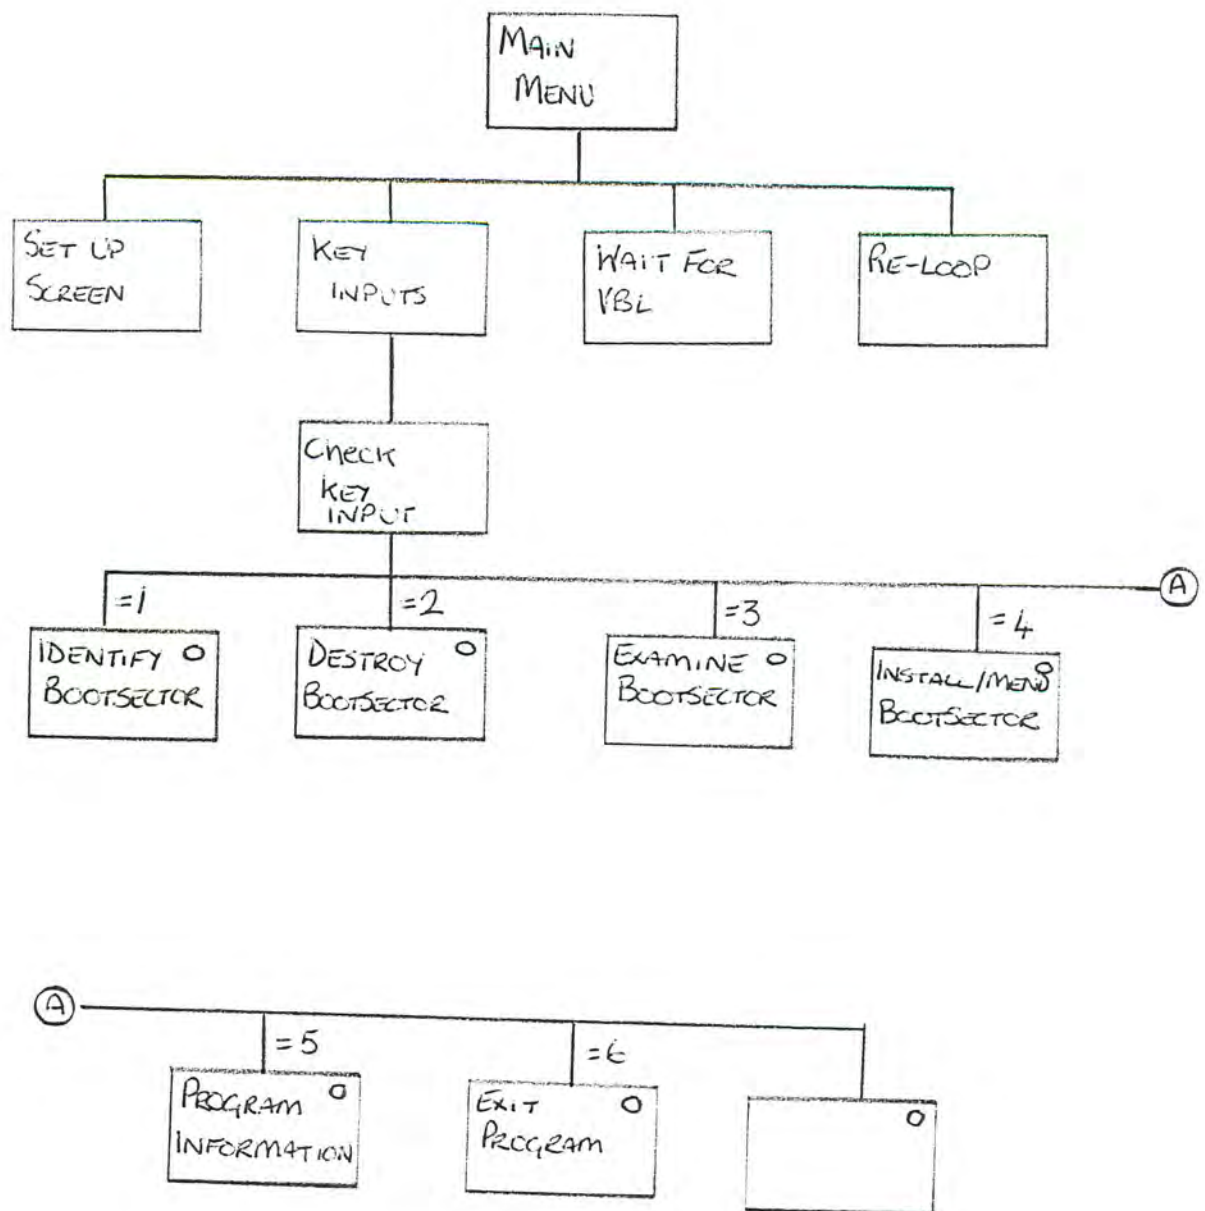 MAIN
MENU
SET UP
SCREEN
KEY
INPUTS
WAIT FOR
VBL
RE-LOOP
CHECK
KEY
INPUT
A
=1
=2
=3
=4
IDENTIFY
BOOTSECTOR
DESTROY
BOOTSECTOR
EXAMINE
BOOTSECTOR
INSTALL/MEND
BOOTSECTOR
A
=5
=6
PROGRAM
INFORMATION
EXIT
PROGRAM